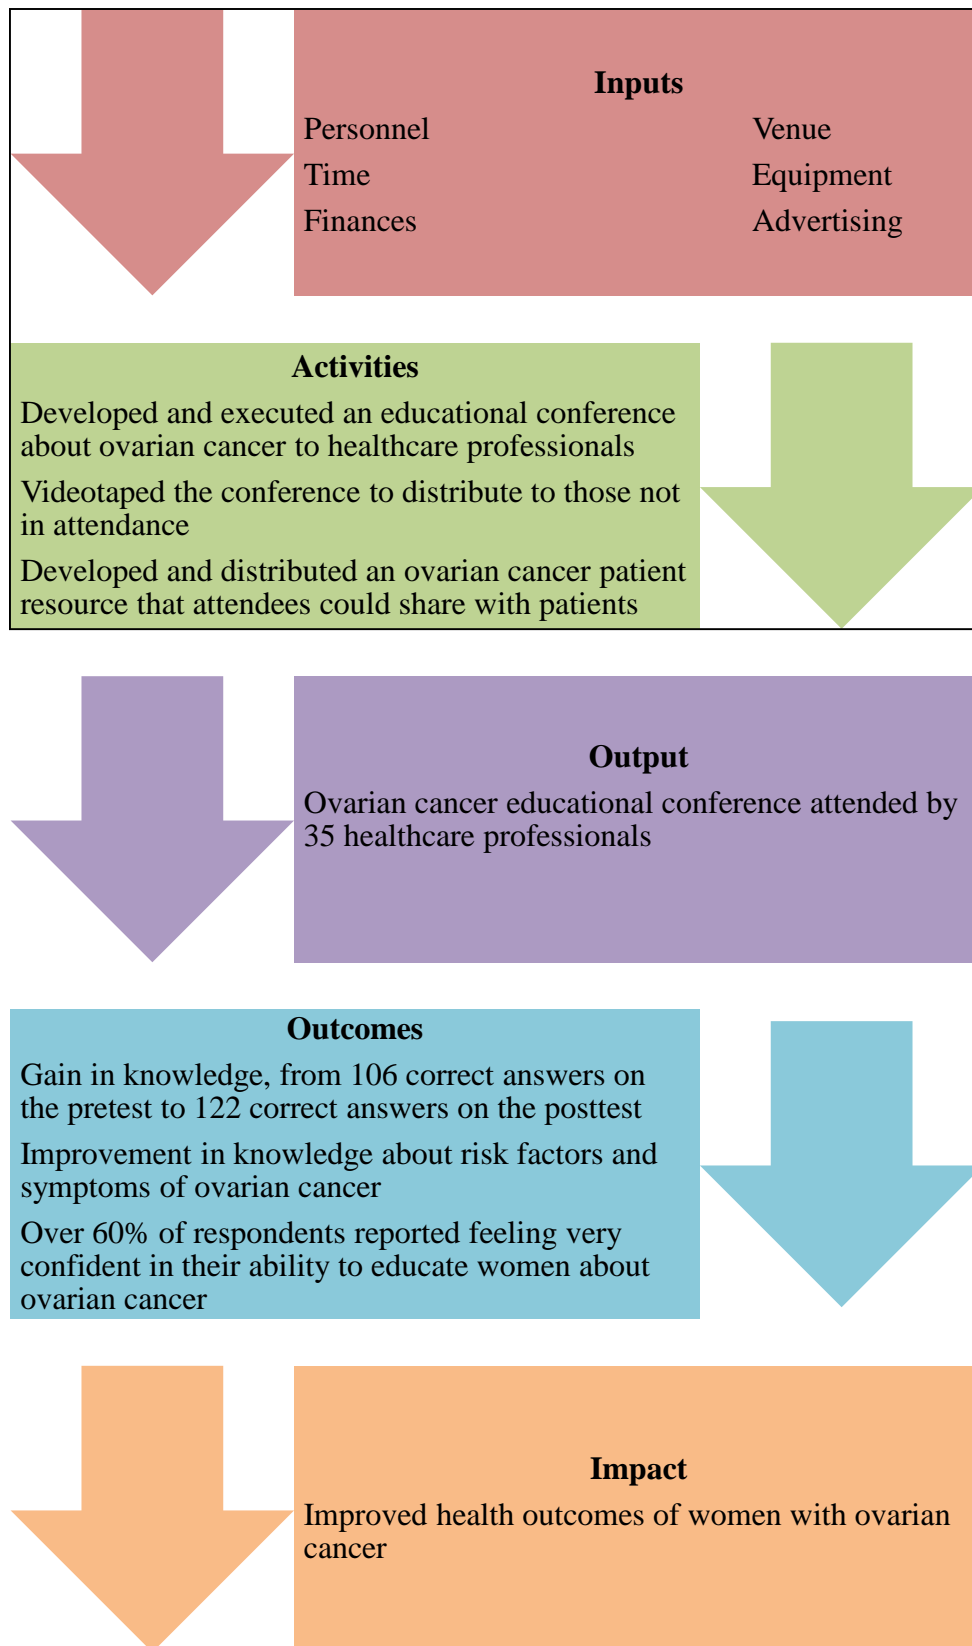 Inputs
Personnel Venue
Time Equipment
Finances Advertising
Activities
Developed and executed an educational conference
about ovarian cancer to healthcare professionals
Videotaped the conference to distribute to those not
in attendance
Developed and distributed an ovarian cancer patient
resource that attendees could share with patients
Output
Ovarian cancer educational conference attended by
35 healthcare professionals
Outcomes
Gain in knowledge, from 106 correct answers on
the pretest to 122 correct answers on the posttest
Improvement in knowledge about risk factors and
symptoms of ovarian cancer
Over 60% of respondents reported feeling very
confident in their ability to educate women about
ovarian cancer
Impact
Improved health outcomes of women with ovarian
cancer